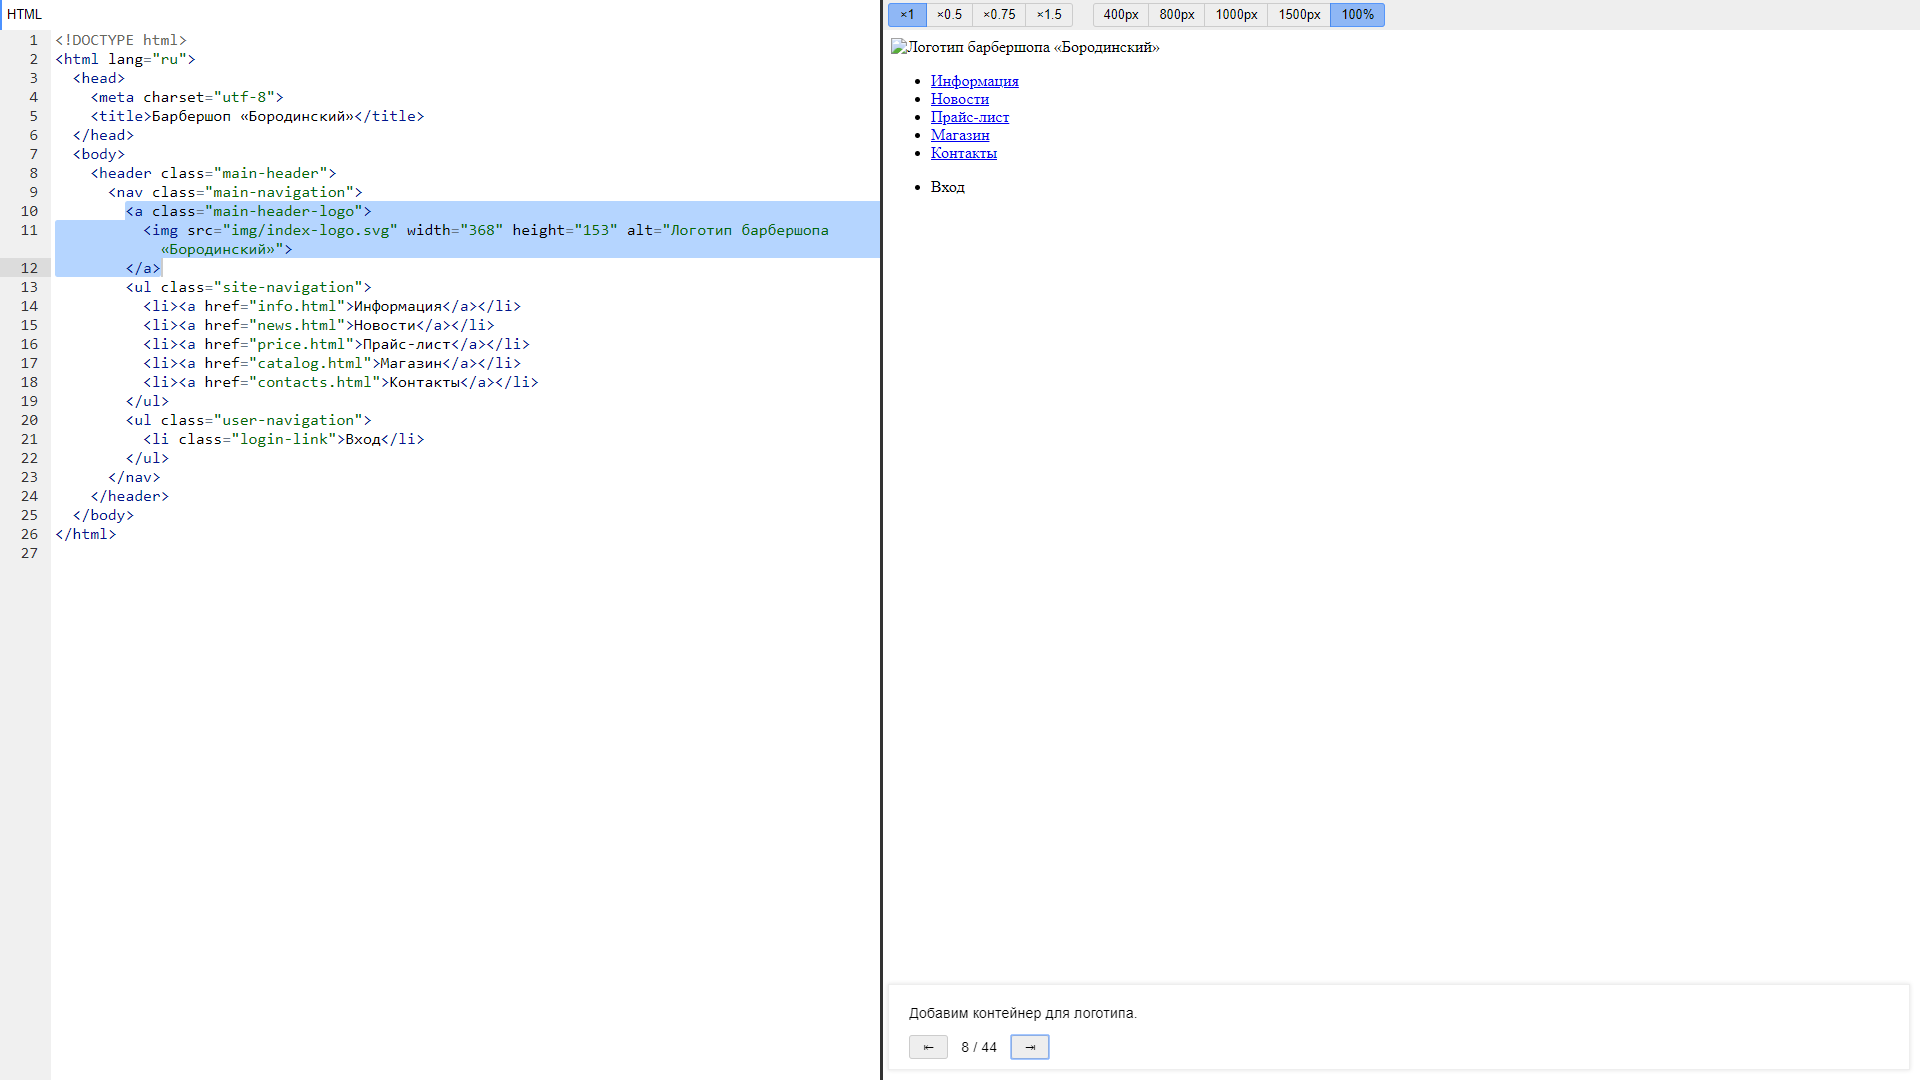 HTML
1 <!DOCTYPE html>
2 <html lang="ru">
3 <head>
4 <meta charset="utf-8">
5 <title>Барбершоп «Бородинский»</title>
6 </head>
7 <body>
8 <header class="main-header">
9 <nav class="main-navigation">
10 <a class="main-header-logo">
11 <img src="img/index-logo.svg" width="368" height="153" alt="Логотип барбершопа
«Бородинский»">
12 </a>
13 <ul class="site-navigation">
14 <li><a href="info.html">Информация</a></li>
15 <li><a href="news.html">Новости</a></li>
16 <li><a href="price.html">Прайс-лист</a></li>
17 <li><a href="catalog.html">Магазин</a></li>
18 <li><a href="contacts.html">Контакты</a></li>
19 </ul>
20 <ul class="user-navigation">
21 <li class="login-link">Вход</li>
22 </ul>
23 </nav>
24 </header>
25 </body>
26 </html>
27
×1 ×0.5 ×0.75 ×1.5 400px 800px 1000px 1500px 100%
Логотип барбершопа «Бородинский»
Информация
Новости
Прайс-лист
Магазин
Контакты
Вход
Добавим контейнер для логотипа.
⇤ 8 / 44 ⇥